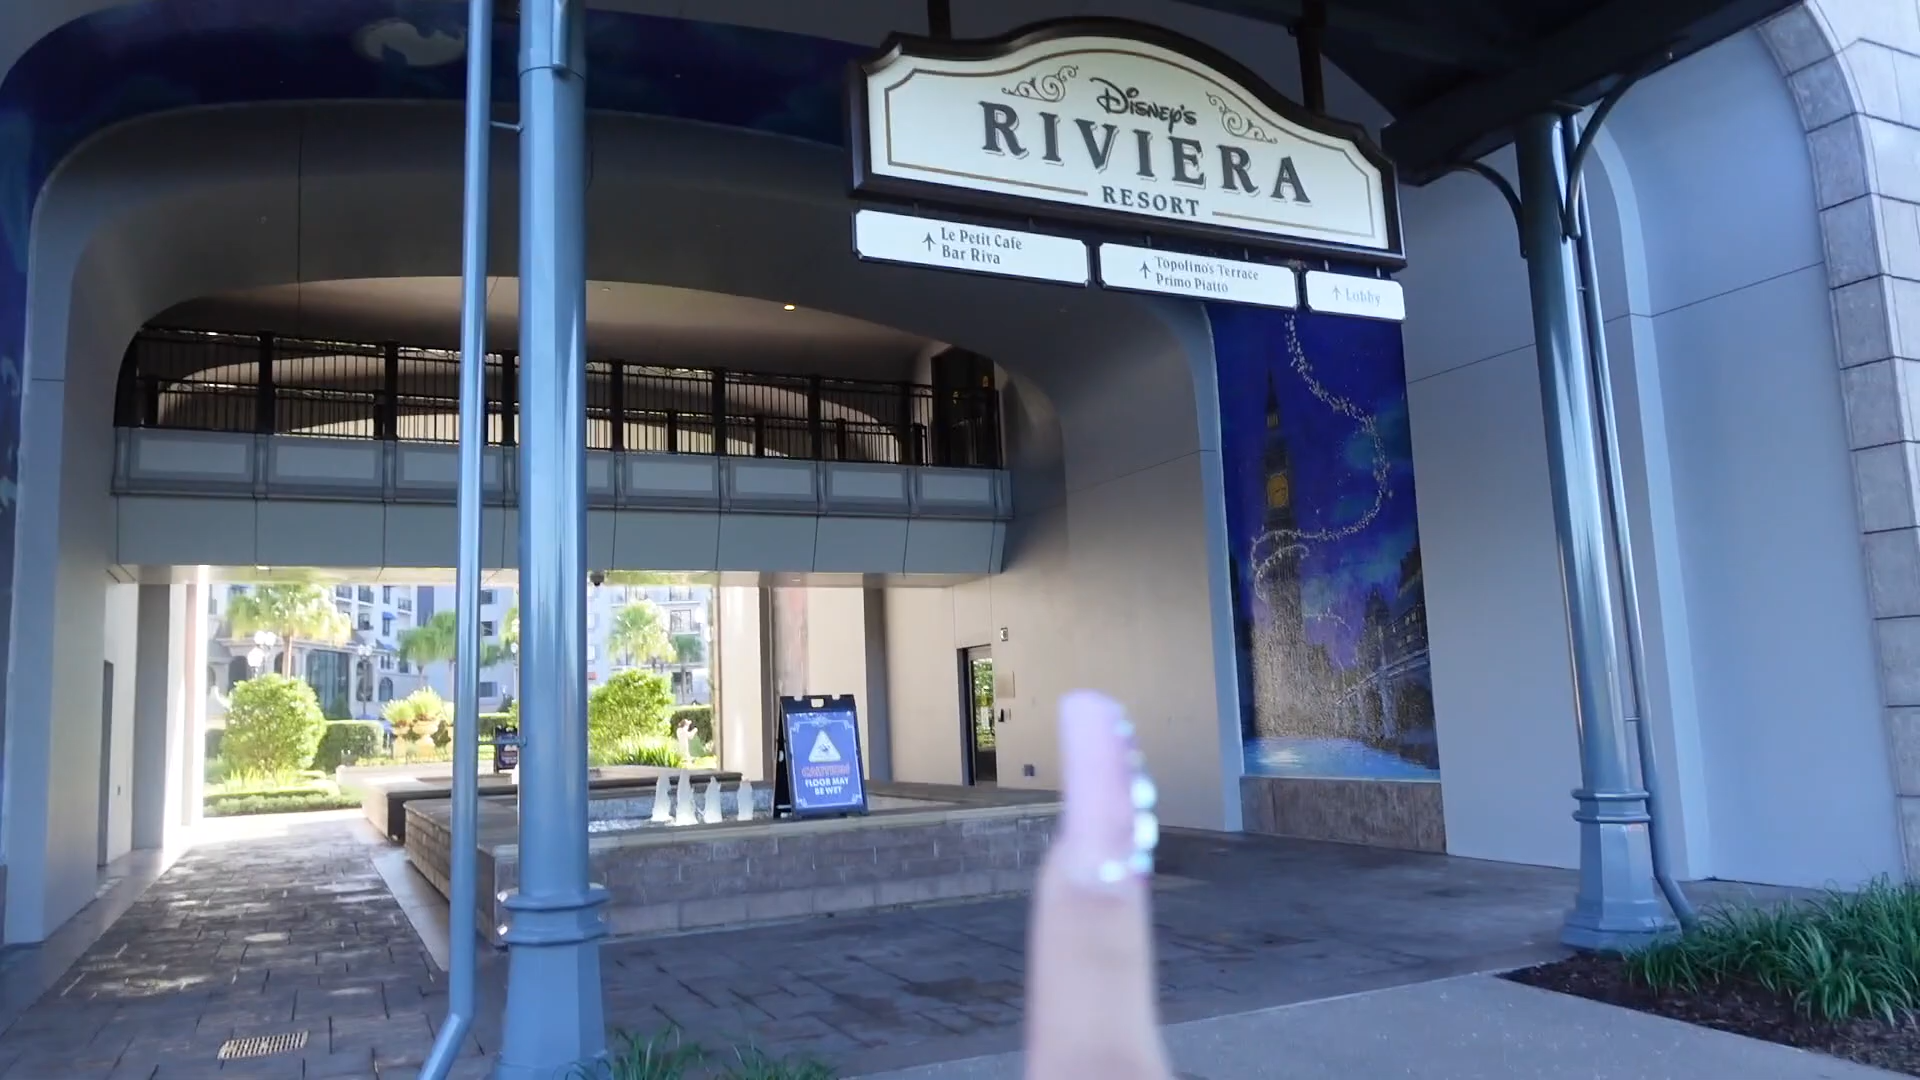 Disney's
RIVIERA
RESORT
↑ Le Petit Cafe
Bar Riva
↑ Topolino's Terrace
Primo Piatto
↑ Lobby
CAUTION
FLOOR MAY
BE WET